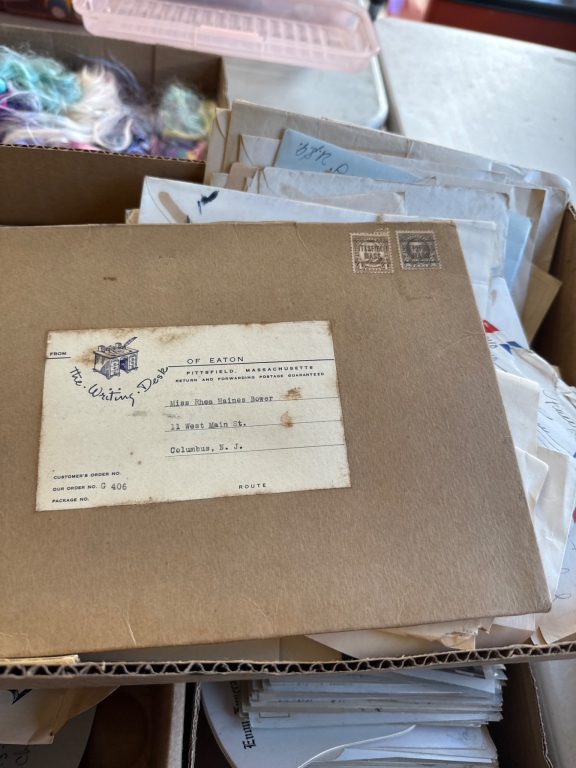 U.S.A.
FROM
The Writing Desk
OF EATON
PITTSFIELD, MASSACHUSETTS
RETURN AND FORWARDING POSTAGE GUARANTEED
Miss Rhea Haines Bower
11 West Main St.
Columbus, N. J.
CUSTOMER'S ORDER NO.
OUR ORDER NO. G 406
PACKAGE NO.
ROUTE